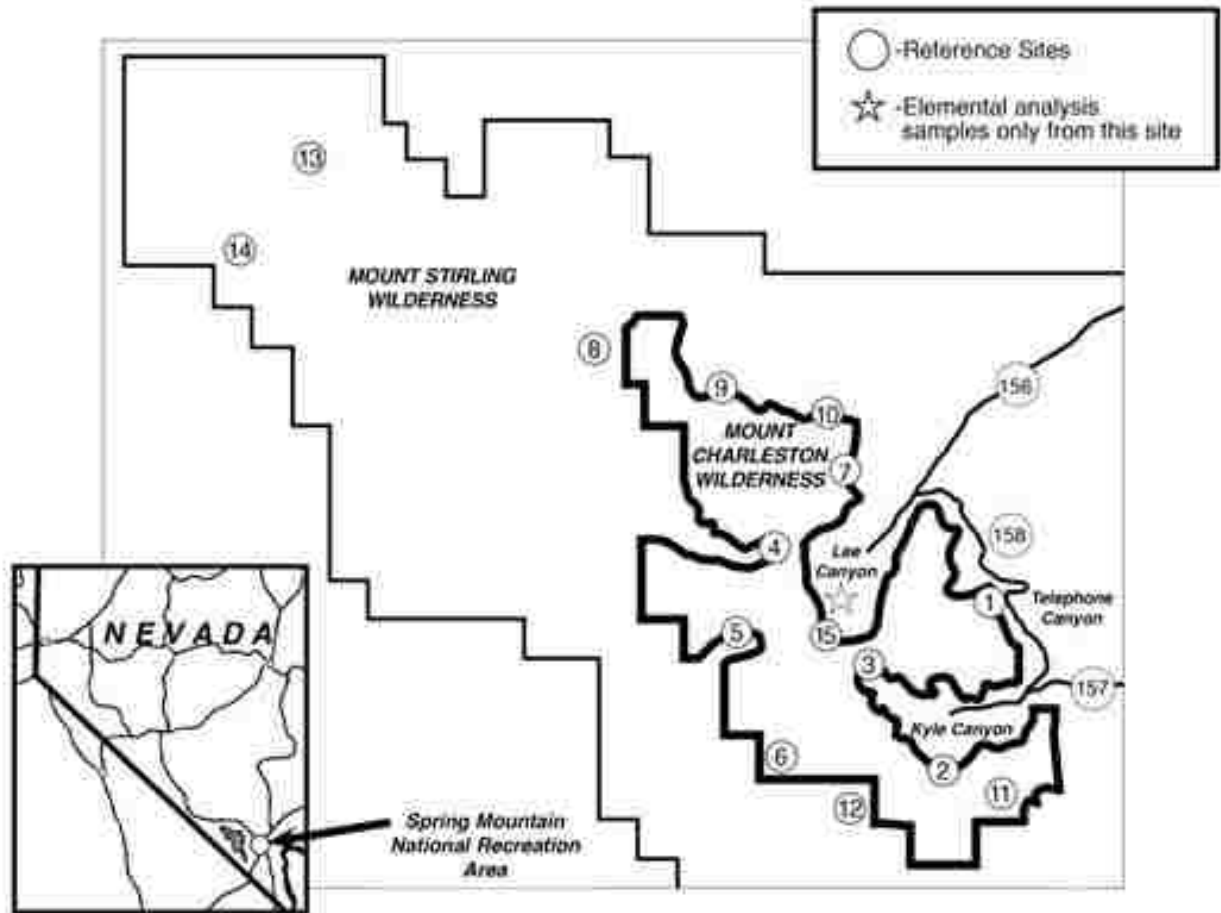 -Reference Sites
-Elemental analysis
samples only from this site
13
14
MOUNT STIRLING
WILDERNESS
8
9
10
156
MOUNT
CHARLESTON
WILDERNESS
7
158
4
Lee
Canyon
1
Telephone
Canyon
5
15
3
157
Kyle Canyon
6
2
11
12
NEVADA
Spring Mountain
National Recreation
Area